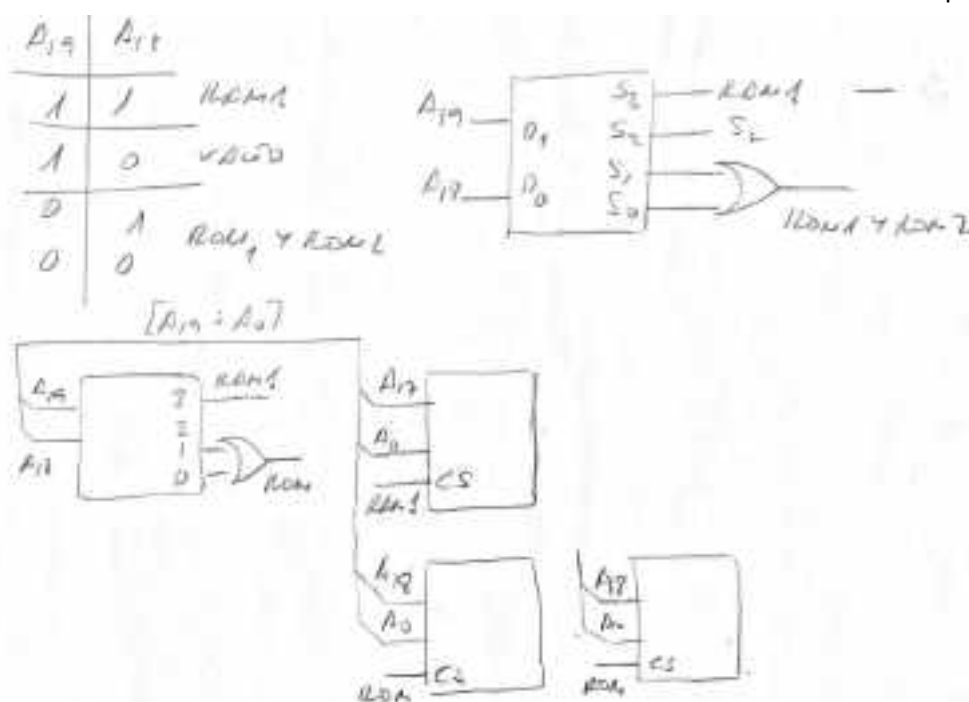 A19 A18
1 1 RAM1
1 0 VACÍO
0 1
ROM1 Y ROM2
0 0
A19 D1 S3 RAM1
S2 S2
A18 D0 S1
S0
ROM1 Y ROM2
[A19 : A0]
A19 3 RAM1
2
A18 1
0 ROM
A17
A0
RAM1 CS
A18
A0
ROM CS
A18
A0
ROM CS